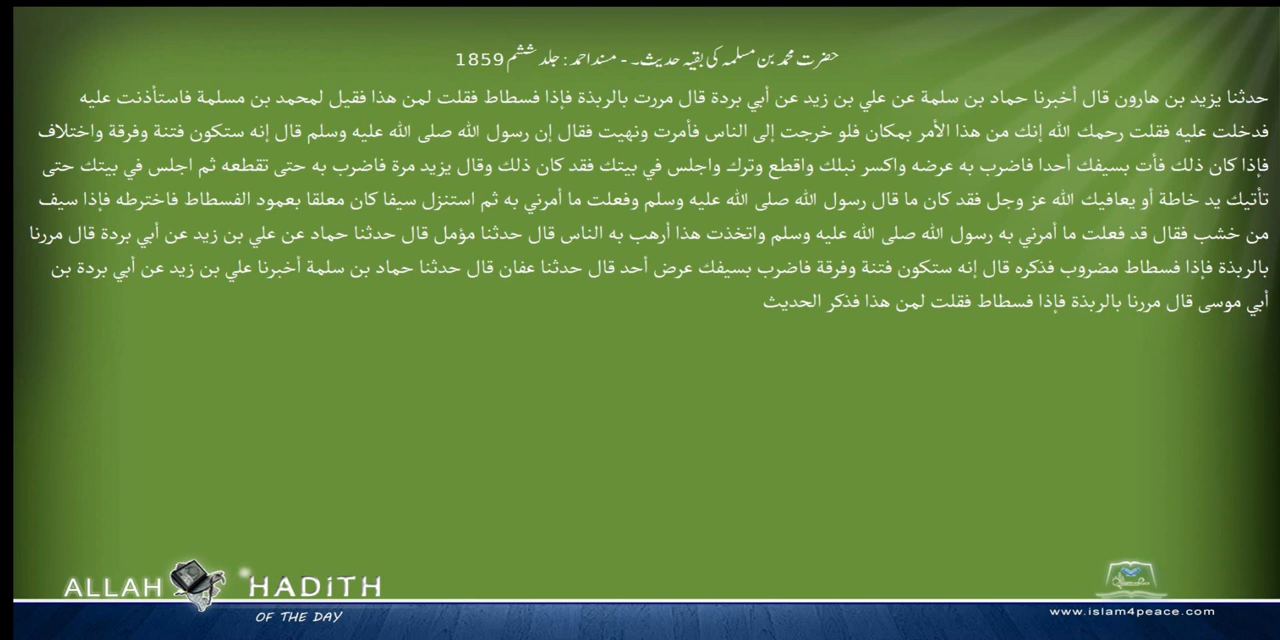 حضرت محمد بن مسلمہ کی بقیہ حدیث۔ - مسند احمد : جلد ششم 1859
حدثنا يزيد بن هارون قال أخبرنا حماد بن سلمة عن علي بن زيد عن أبي بردة قال مررت بالربذة فإذا فسطاط فقلت لمن هذا فقيل لمحمد بن مسلمة فاستأذنت عليه
فدخلت عليه فقلت رحمك الله إنك من هذا الأمر بمكان فلو خرجت إلى الناس فأمرت ونهيت فقال إن رسول الله صلى الله عليه وسلم قال إنه ستكون فتنة وفرقة واختلاف
فإذا كان ذلك فأت بسيفك أحدا فاضرب به عرضه واكسر نبلك واقطع وترك واجلس في بيتك فقد كان ذلك وقال يزيد مرة فاضرب به حتى تقطعه ثم اجلس في بيتك حتى
تأتيك يد خاطة أو يعافيك الله عز وجل فقد كان ما قال رسول الله صلى الله عليه وسلم وفعلت ما أمرني به ثم استنزل سيفا كان معلقا بعمود الفسطاط فاخترطه فإذا سيف
من خشب فقال قد فعلت ما أمرني به رسول الله صلى الله عليه وسلم واتخذت هذا أرهب به الناس قال حدثنا مؤمل قال حدثنا حماد عن علي بن زيد عن أبي بردة قال مررنا
بالربذة فإذا فسطاط مضروب فذكره قال إنه ستكون فتنة وفرقة فاضرب بسيفك عرض أحد قال حدثنا عفان قال حدثنا حماد بن سلمة أخبرنا علي بن زيد عن أبي بردة بن
أبي موسى قال مررنا بالربذة فإذا فسطاط فقلت لمن هذا فذكر الحديث
ALLAH HADITH
OF THE DAY
www.islam4peace.com